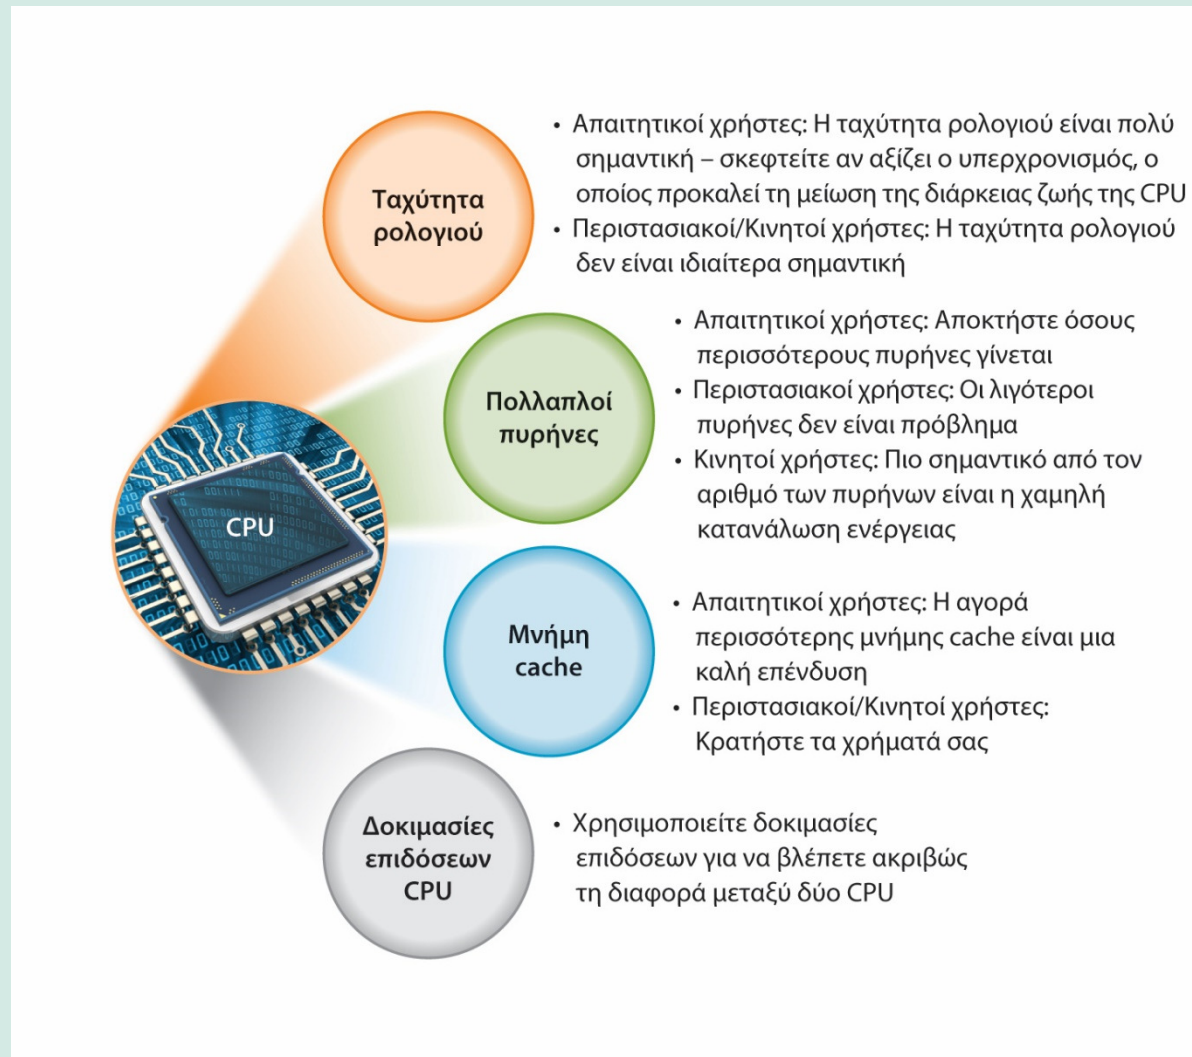 Ταχύτητα
ρολογιού
• Απαιτητικοί χρήστες: Η ταχύτητα ρολογιού είναι πολύ
σημαντική – σκεφτείτε αν αξίζει ο υπερχρονισμός, ο
οποίος προκαλεί τη μείωση της διάρκειας ζωής της CPU
• Περιστασιακοί/Κινητοί χρήστες: Η ταχύτητα ρολογιού
δεν είναι ιδιαίτερα σημαντική
Πολλαπλοί
πυρήνες
• Απαιτητικοί χρήστες: Αποκτήστε όσους
περισσότερους πυρήνες γίνεται
• Περιστασιακοί χρήστες: Οι λιγότεροι
πυρήνες δεν είναι πρόβλημα
• Κινητοί χρήστες: Πιο σημαντικό από τον
αριθμό των πυρήνων είναι η χαμηλή
κατανάλωση ενέργειας
CPU
Μνήμη
cache
• Απαιτητικοί χρήστες: Η αγορά
περισσότερης μνήμης cache είναι μια
καλή επένδυση
• Περιστασιακοί/Κινητοί χρήστες:
Κρατήστε τα χρήματά σας
Δοκιμασίες
επιδόσεων
CPU
• Χρησιμοποιείτε δοκιμασίες
επιδόσεων για να βλέπετε ακριβώς
τη διαφορά μεταξύ δύο CPU